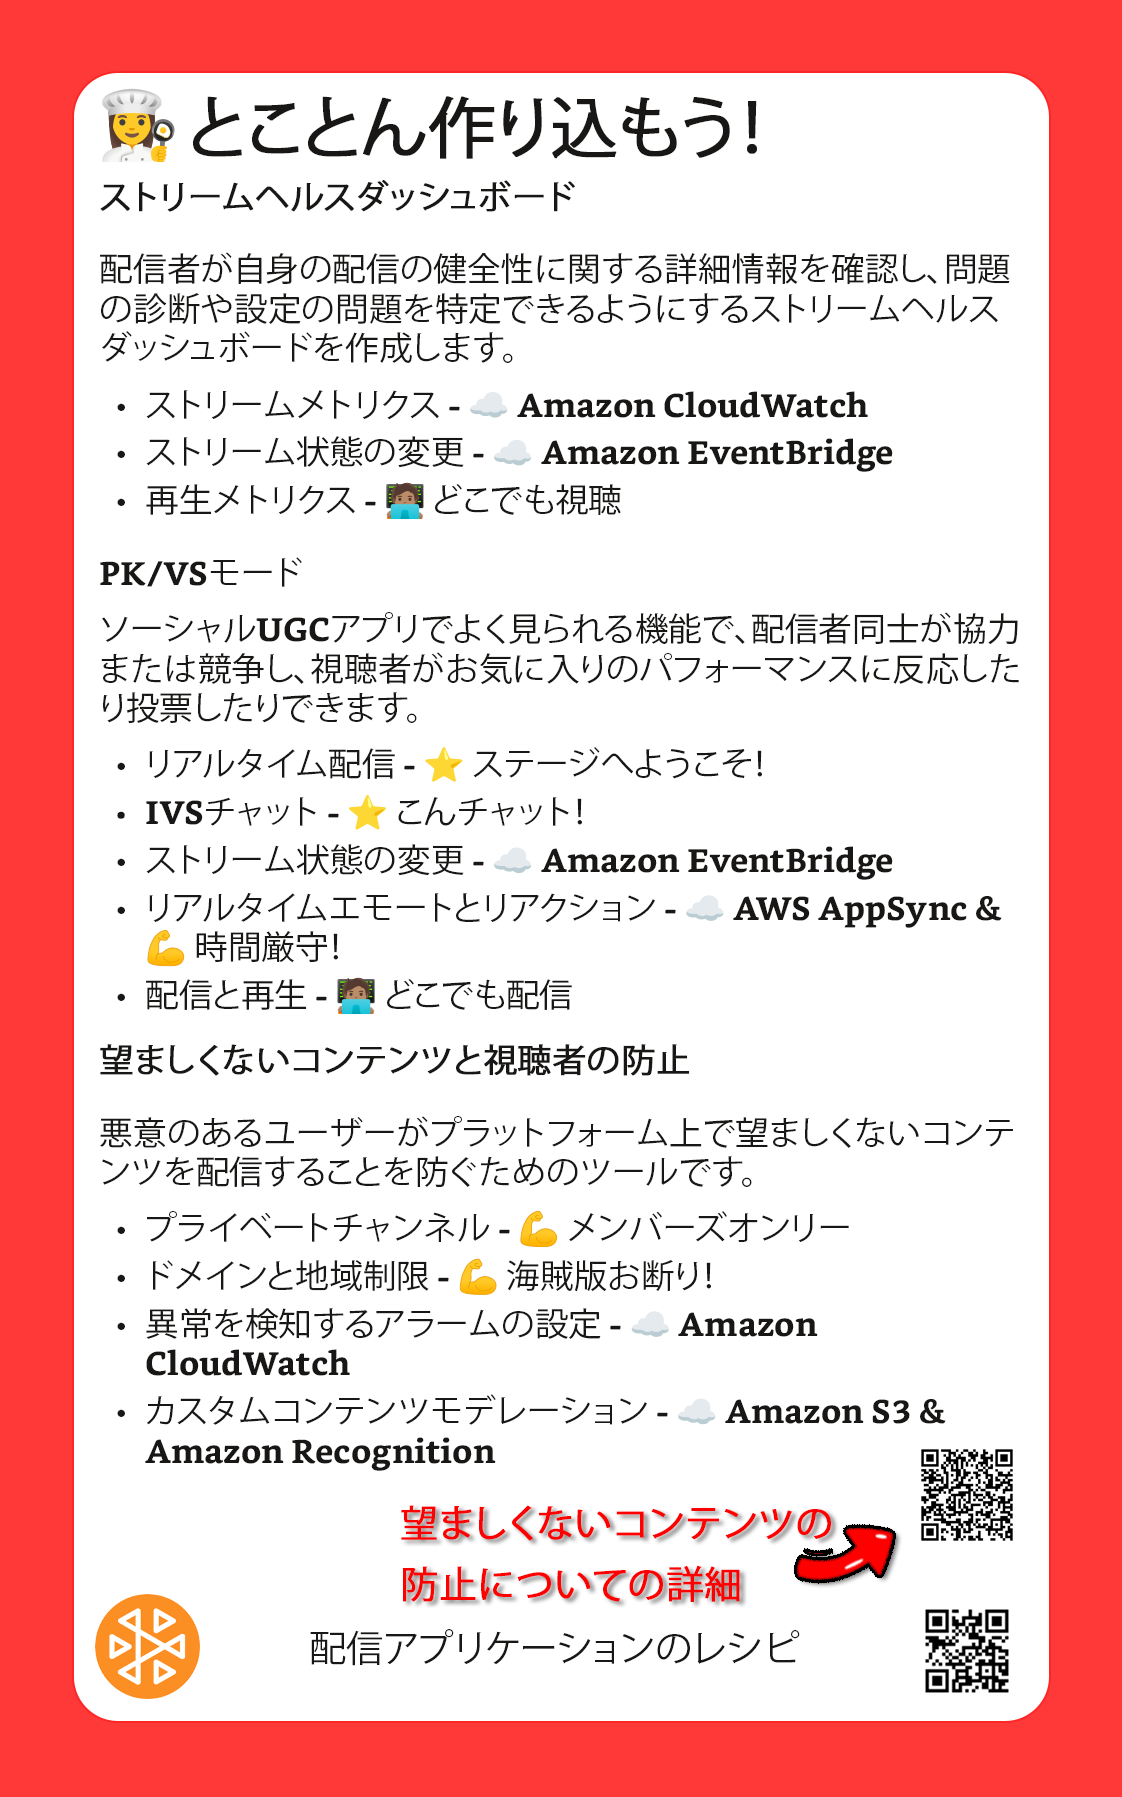 とことん作り込もう！
ストリームヘルスダッシュボード
配信者が自身の配信の健全性に関する詳細情報を確認し、問題
の診断や設定の問題を特定できるようにするストリームヘルス
ダッシュボードを作成します。
• ストリームメトリクス - ☁️ Amazon CloudWatch
• ストリーム状態の変更 - ☁️ Amazon EventBridge
• 再生メトリクス - 🧑🏽‍💻 どこでも視聴
PK/VSモード
ソーシャルUGCアプリでよく見られる機能で、配信者同士が協力
または競争し、視聴者がお気に入りのパフォーマンスに反応した
り投票したりできます。
• リアルタイム配信 - ⭐ ステージへようこそ！
• IVSチャット - ⭐ こんチャット！
• ストリーム状態の変更 - ☁️ Amazon EventBridge
• リアルタイムエモートとリアクション - ☁️ AWS AppSync &
💪 時間厳守！
• 配信と再生 - 🧑🏽‍💻 どこでも配信
望ましくないコンテンツと視聴者の防止
悪意のあるユーザーがプラットフォーム上で望ましくないコンテ
ンツを配信することを防ぐためのツールです。
• プライベートチャンネル - 💪 メンバーズオンリー
• ドメインと地域制限 - 💪 海賊版お断り！
• 異常を検知するアラームの設定 - ☁️ Amazon
CloudWatch
• カスタムコンテンツモデレーション - ☁️ Amazon S3 &
Amazon Recognition
望ましくないコンテンツの
防止についての詳細
配信アプリケーションのレシピ